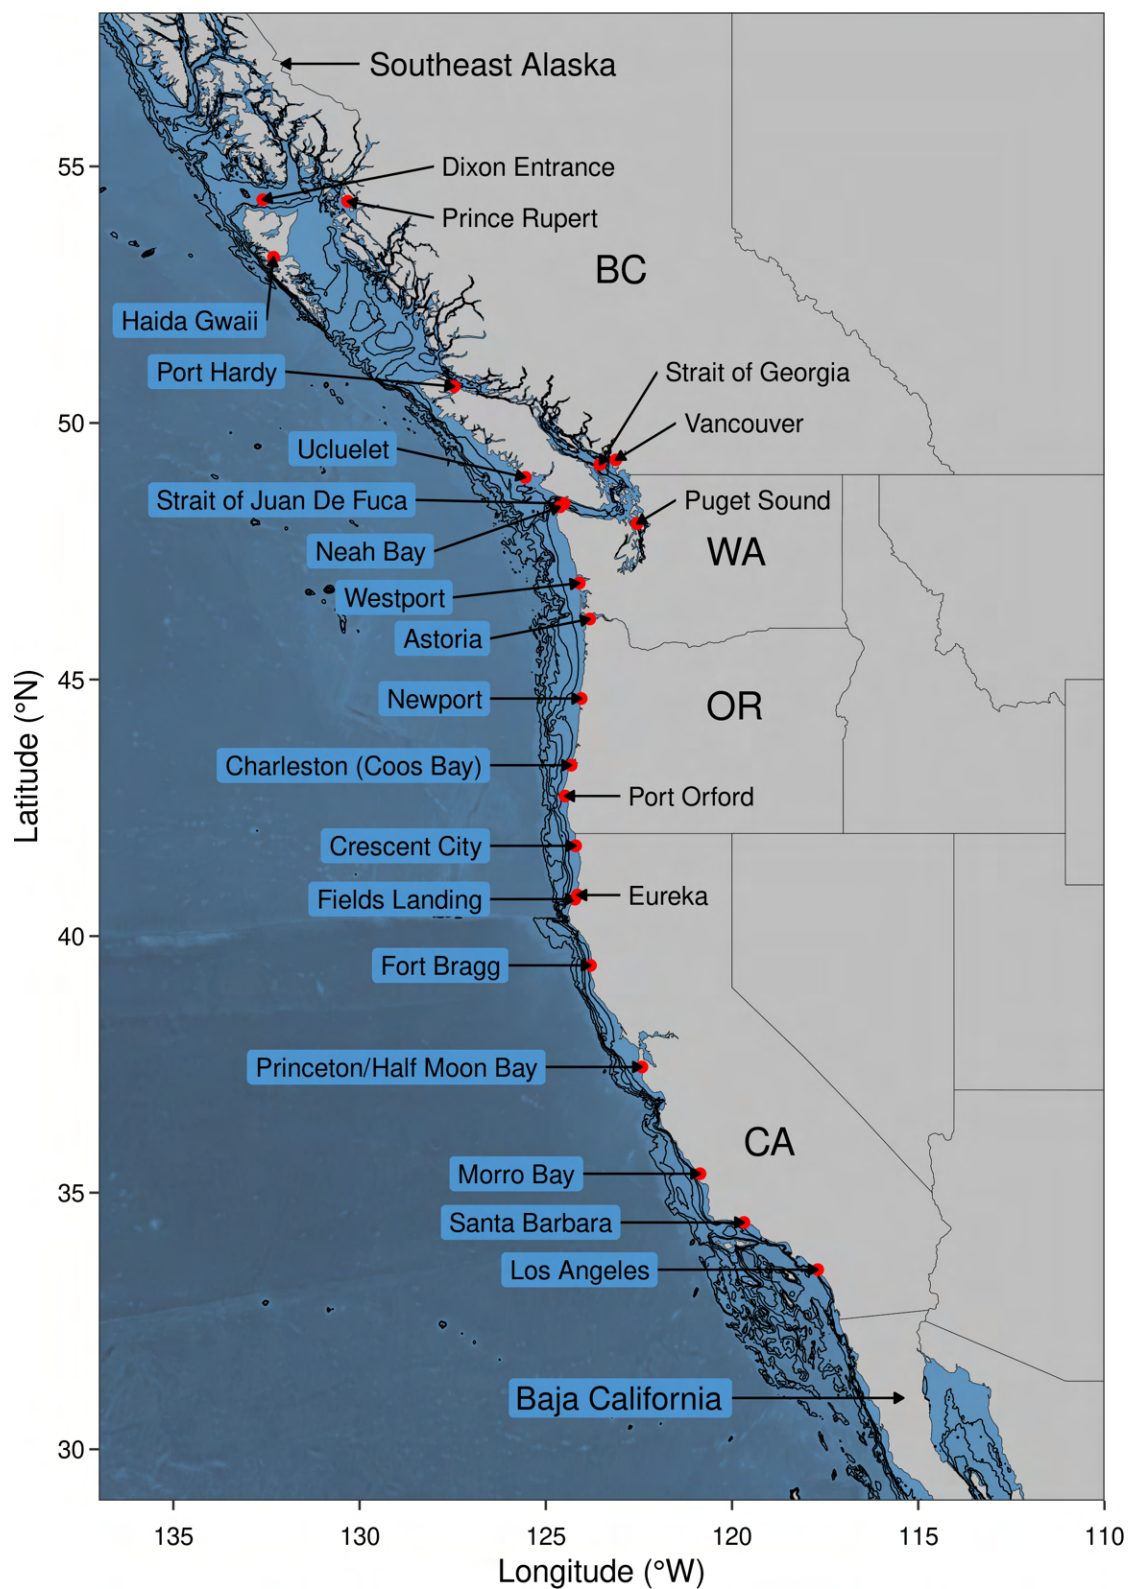 Southeast Alaska
Dixon Entrance
55
Prince Rupert
BC
Haida Gwaii
Port Hardy
Strait of Georgia
50
Vancouver
Ucluelet
Strait of Juan De Fuca
Puget Sound
Neah Bay
WA
Westport
Astoria
45
Newport
OR
Charleston (Coos Bay)
Port Orford
Latitude (°N)
Crescent City
Fields Landing
Eureka
40
Fort Bragg
Princeton/Half Moon Bay
CA
Morro Bay
35
Santa Barbara
Los Angeles
Baja California
30
135
130
125
120
115
110
Longitude (°W)